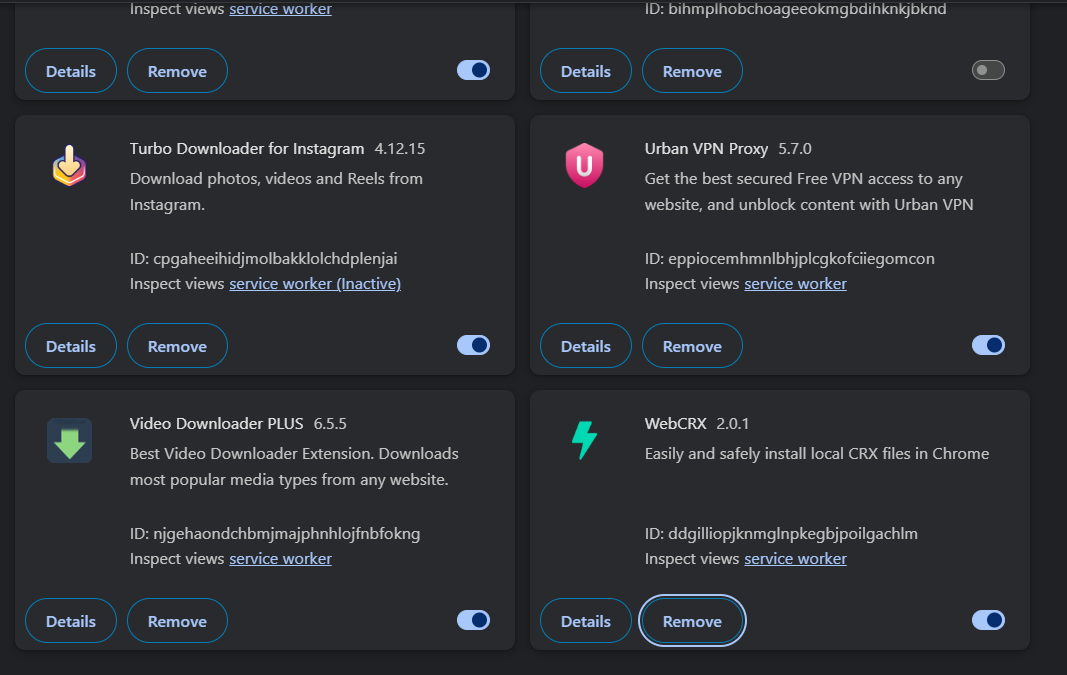 Inspect views service worker
ID: bihmplhobchoageeokmgbdihknkjbknd
Details Remove
Details Remove
Turbo Downloader for Instagram 4.12.15
Download photos, videos and Reels from
Instagram.
ID: cpgaheeihidjmolbakklolchdplenjai
Inspect views service worker (Inactive)
Details Remove
U
Urban VPN Proxy 5.7.0
Get the best secured Free VPN access to any
website, and unblock content with Urban VPN
ID: eppiocemhmnlbhjplcgkofciiegomcon
Inspect views service worker
Details Remove
Video Downloader PLUS 6.5.5
Best Video Downloader Extension. Downloads
most popular media types from any website.
ID: njgehaondchbmjmajphnhlojfnbfokng
Inspect views service worker
Details Remove
WebCRX 2.0.1
Easily and safely install local CRX files in Chrome
ID: ddgilliopjknmglnpkegbjpoilgachlm
Inspect views service worker
Details Remove